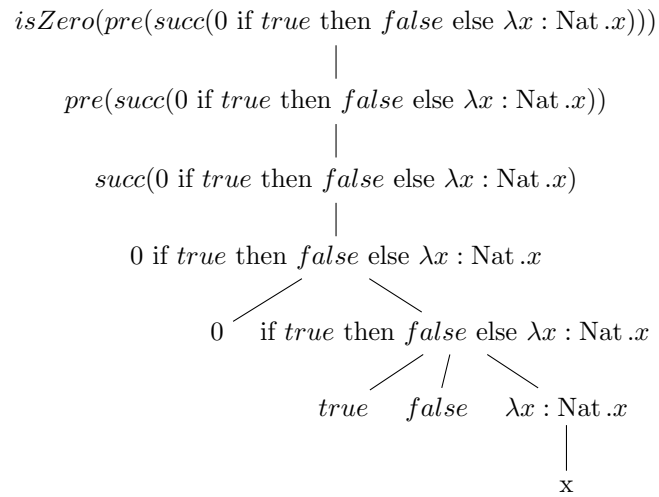 isZero(pre(succ(0 if true then false else λx : Nat .x)))
pre(succ(0 if true then false else λx : Nat .x))
succ(0 if true then false else λx : Nat .x)
0 if true then false else λx : Nat .x
0 if true then false else λx : Nat .x
true false λx : Nat .x
x